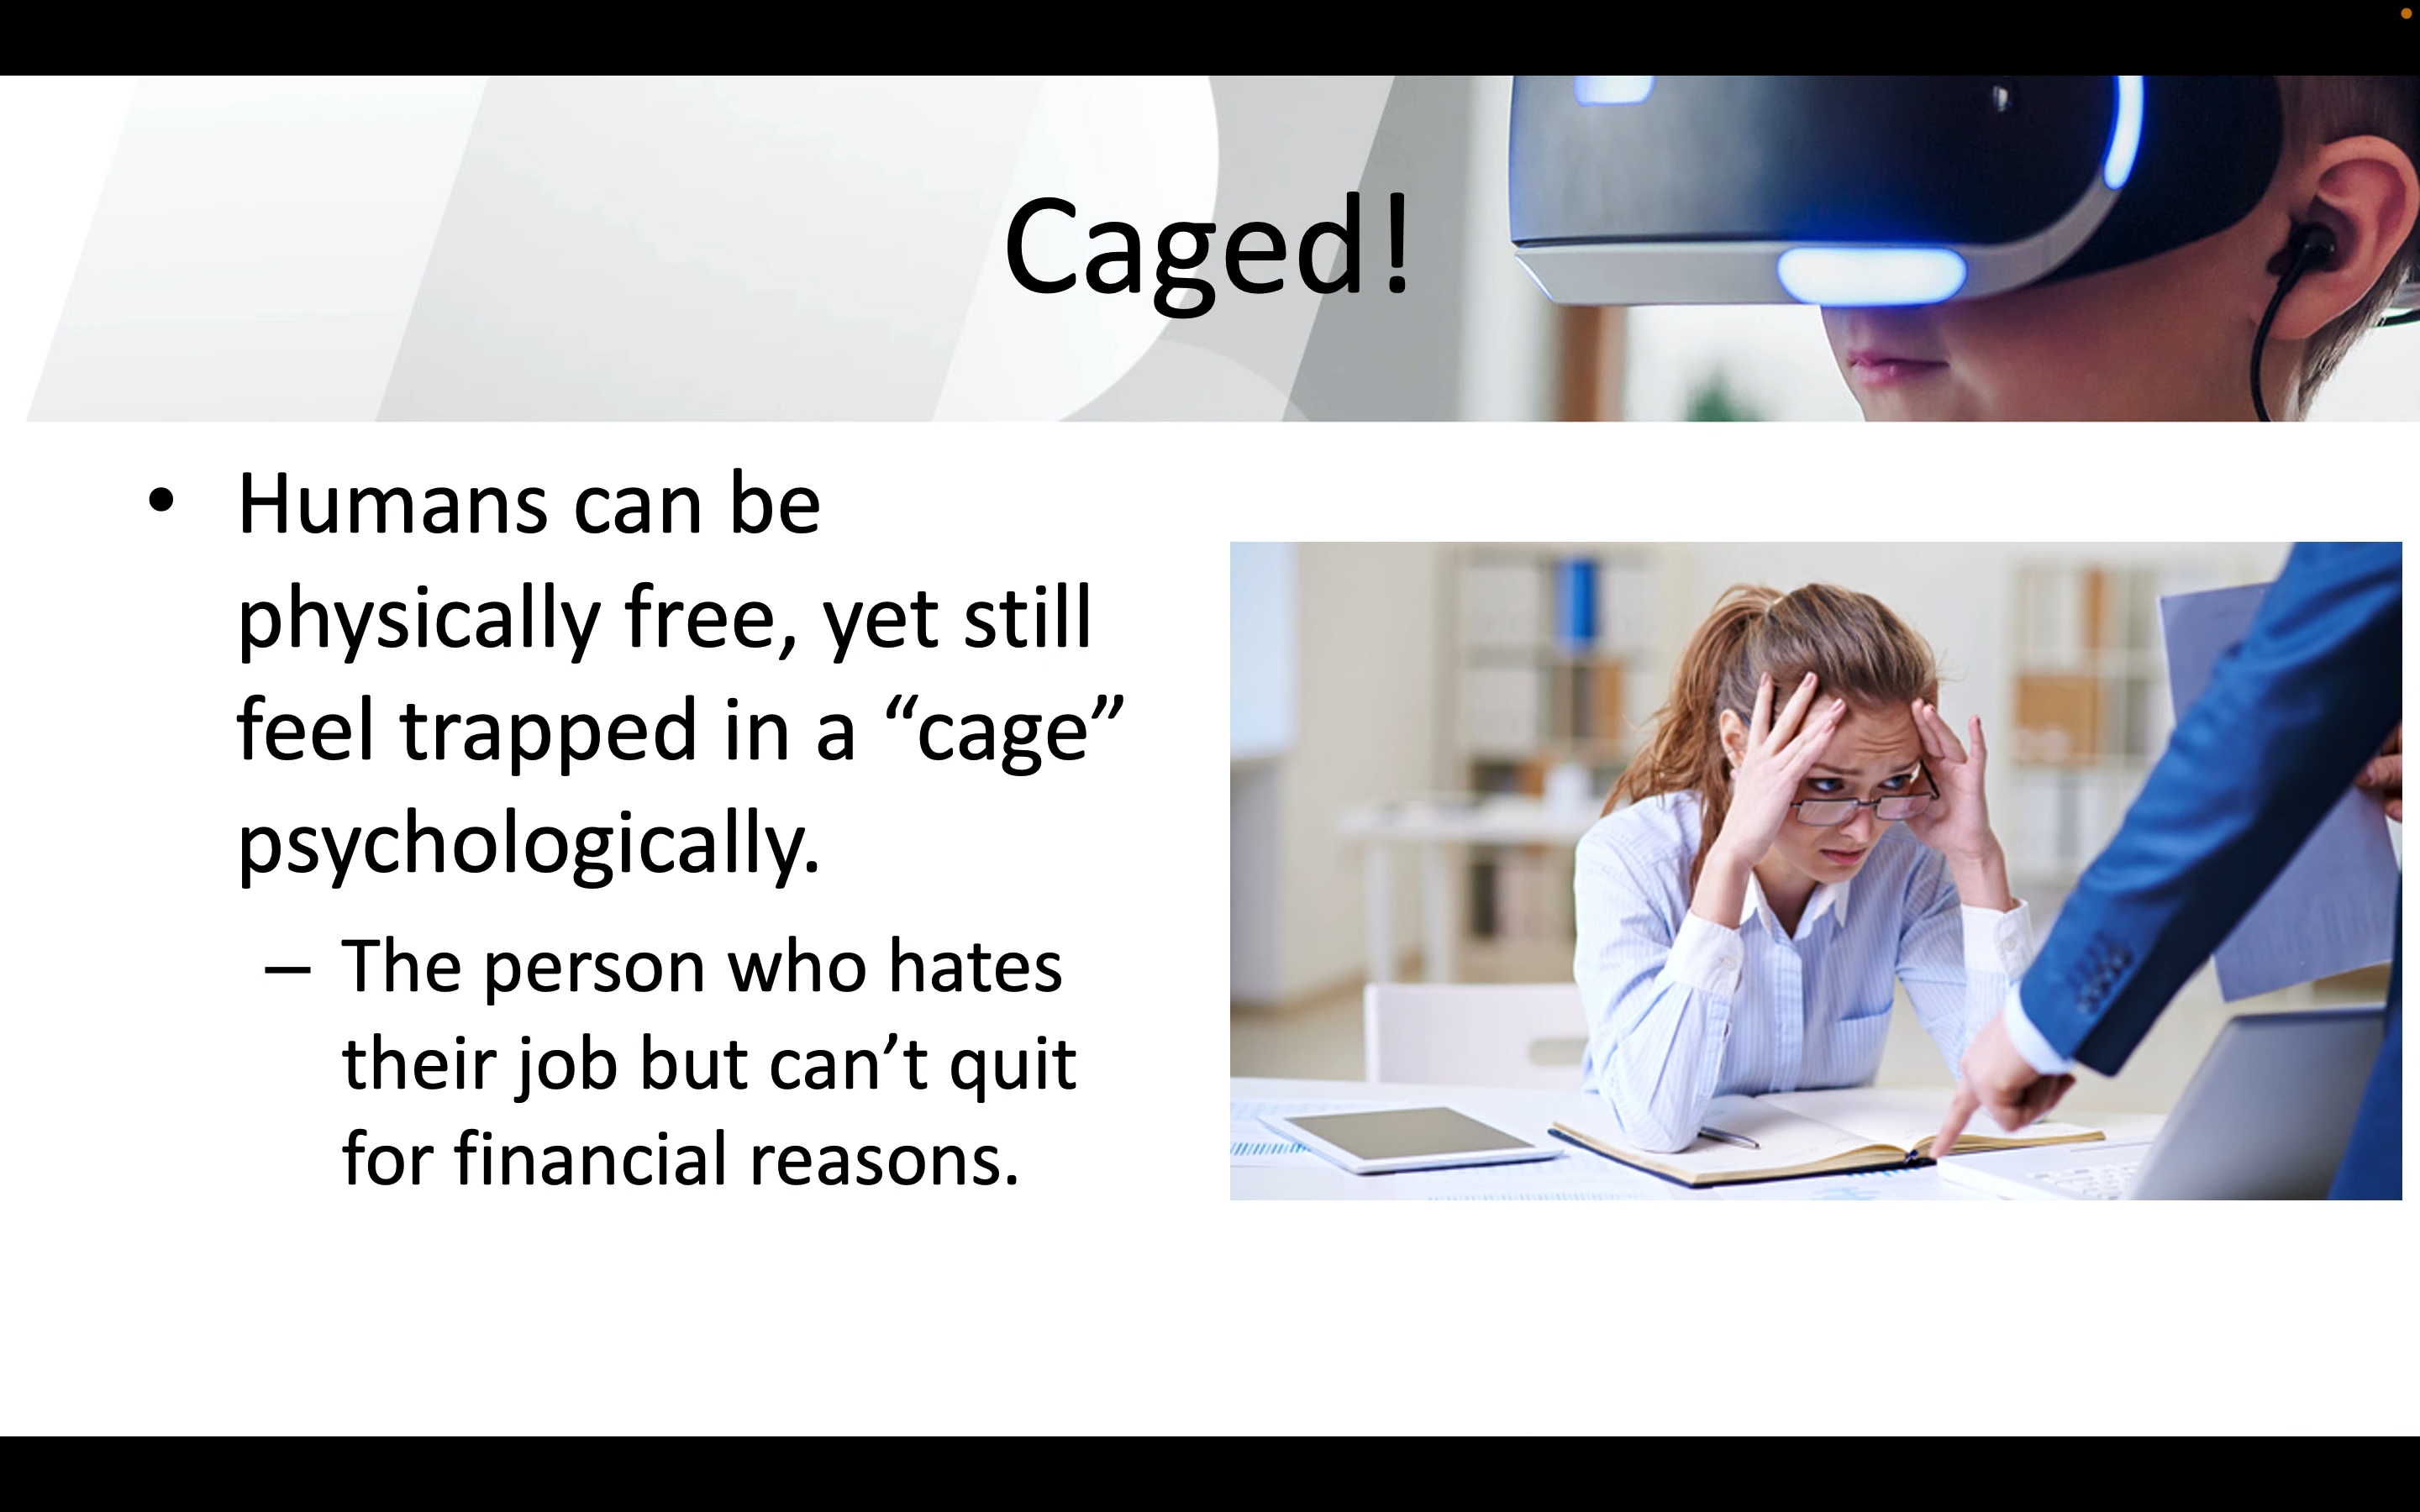 Caged!
• Humans can be
physically free, yet still
feel trapped in a “cage”
psychologically.
– The person who hates
their job but can’t quit
for financial reasons.